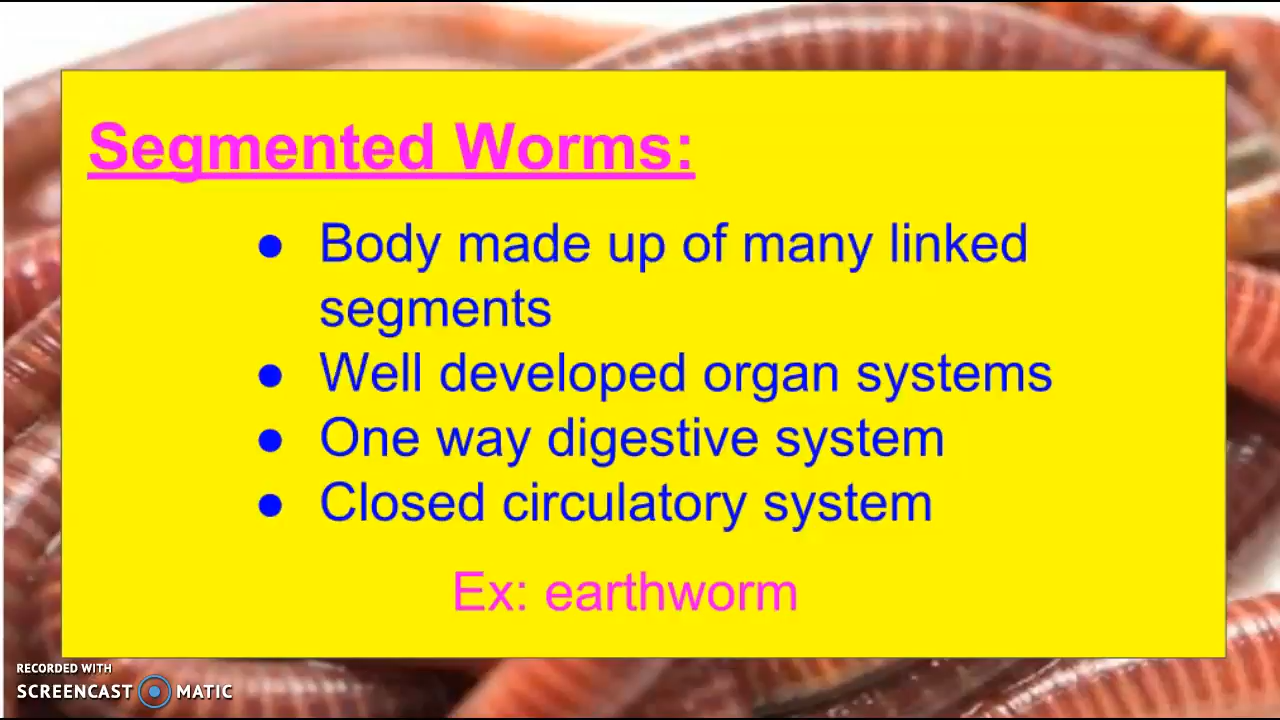 Segmented Worms:
● Body made up of many linked
segments
● Well developed organ systems
● One way digestive system
● Closed circulatory system
Ex: earthworm
RECORDED WITH
SCREENCAST MATIC